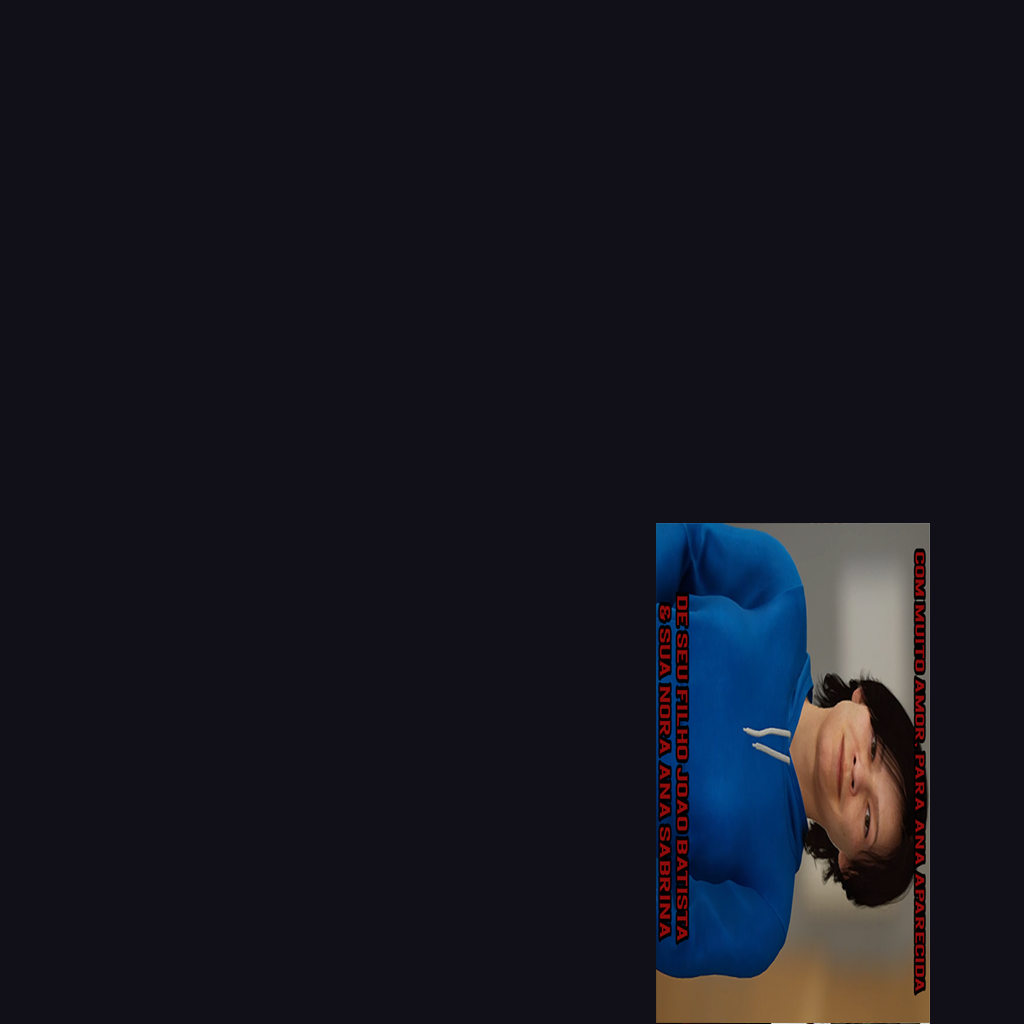 COM MUITO AMOR, PARA ANA APARECIDA
DE SEU FILHO JOAO BATISTA
& SUA NORA ANA SABRINA